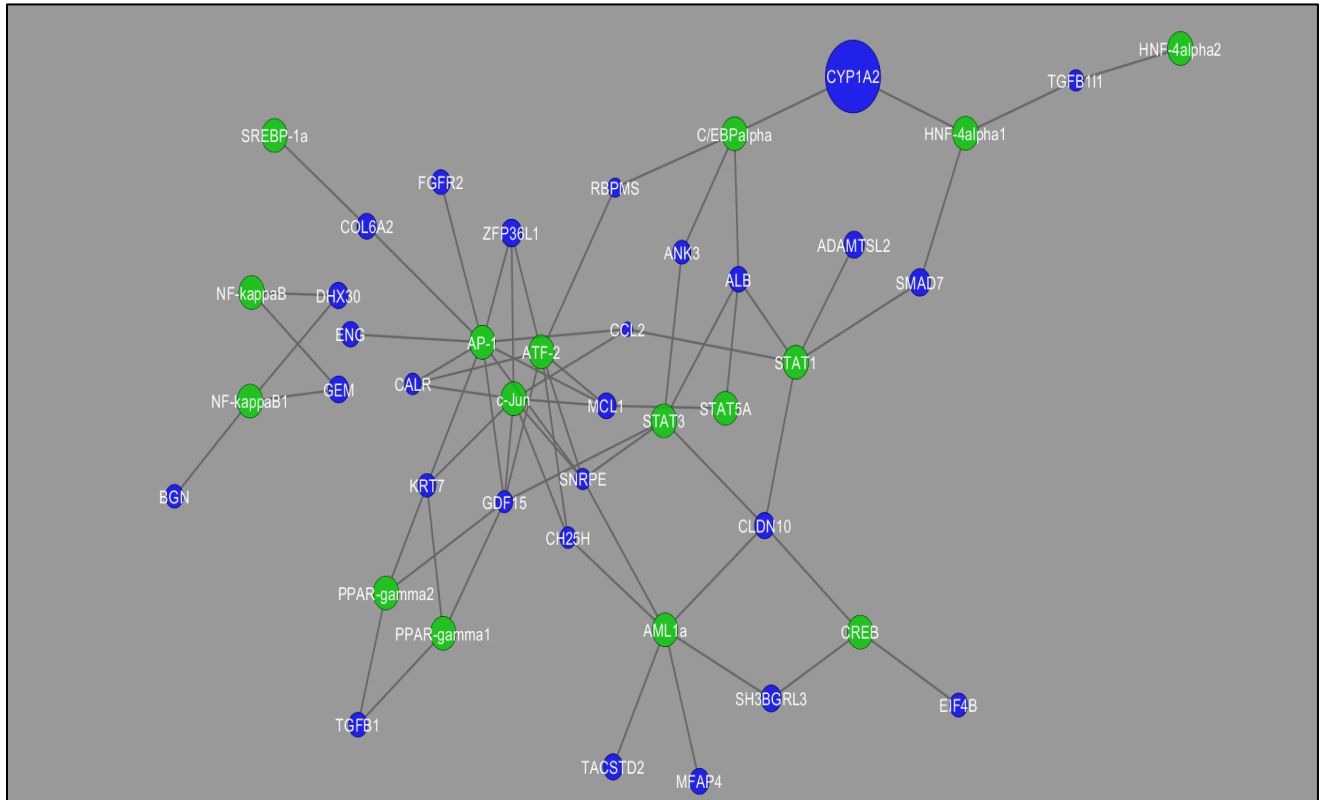 HNF-4alpha2
CYP1A2
TGFB1I1
SREBP-1a
C/EBPalpha
HNF-4alpha1
FGFR2
RBPMS
COL6A2
ZFP36L1
ANK3
ADAMTSL2
ALB
SMAD7
NF-kappaB
DHX30
ENG
CCL2
AP-1
ATF-2
STAT1
CALR
GEM
NF-kappaB1
c-Jun
MCL1
STAT5A
STAT3
SNRPE
KRT7
BGN
GDF15
CLDN10
CH25H
PPAR-gamma2
PPAR-gamma1
AML1a
CREB
SH3BGRL3
EIF4B
TGFB1
TACSTD2
MFAP4